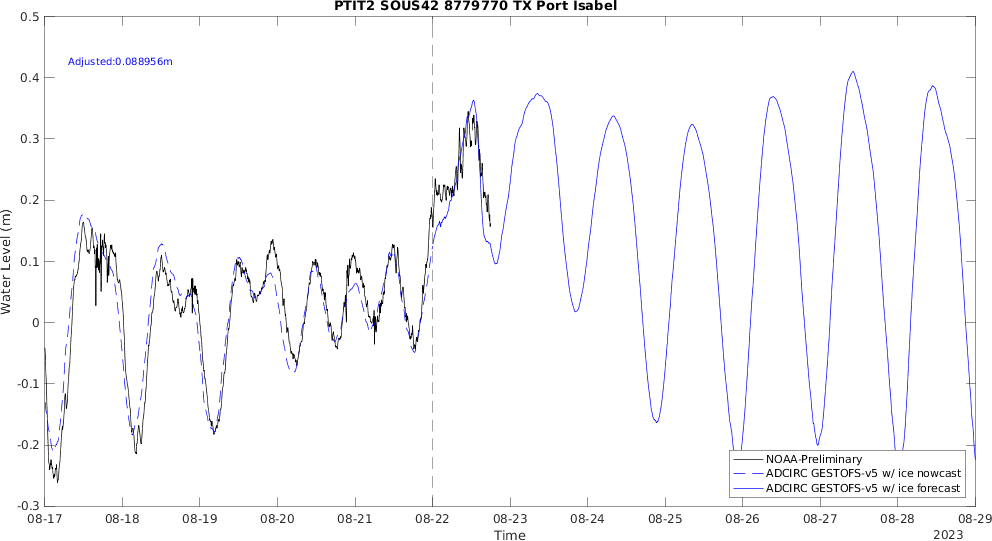 PTIT2 SOUS42 8779770 TX Port Isabel
Adjusted:0.088956m
Water Level (m)
0.5
0.4
0.3
0.2
0.1
0
-0.1
-0.2
-0.3
NOAA-Preliminary
ADCIRC GESTOFS-v5 w/ ice nowcast
ADCIRC GESTOFS-v5 w/ ice forecast
08-17 08-18 08-19 08-20 08-21 08-22 08-23 08-24 08-25 08-26 08-27 08-28 08-29
Time
2023